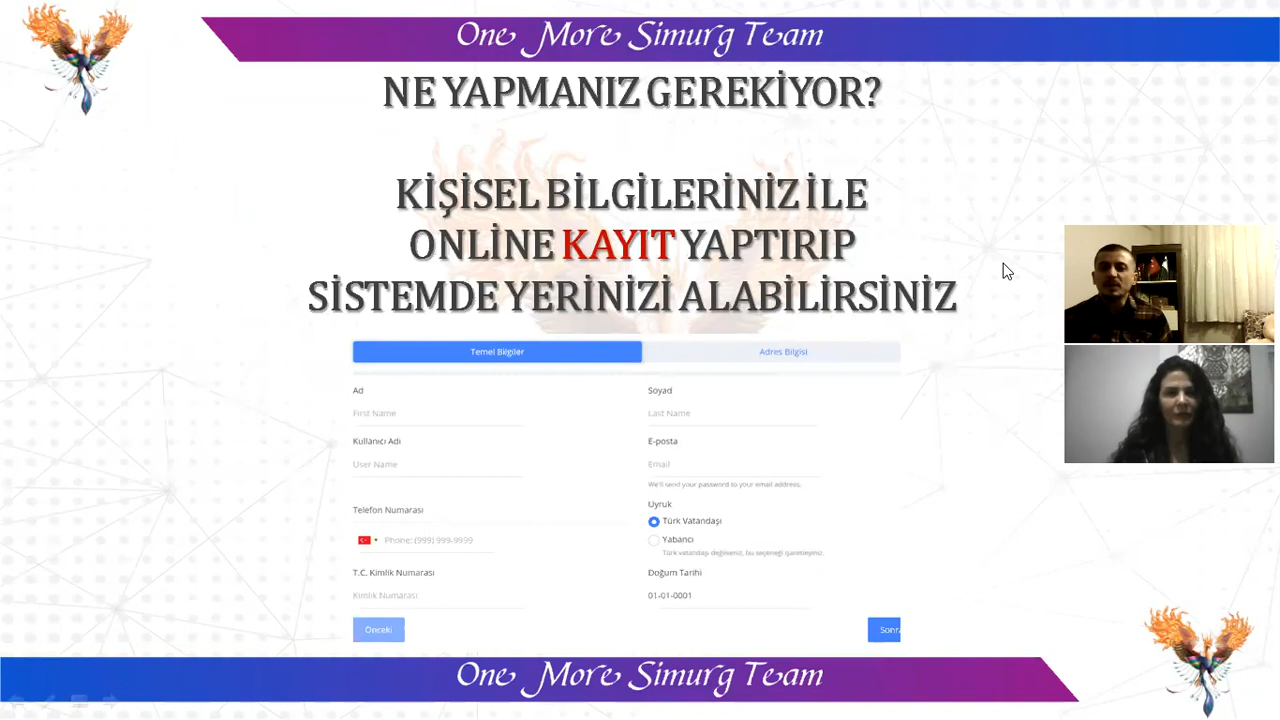 One More Simurg Team
NE YAPMANIZ GEREKİYOR?
KİŞİSEL BİLGİLERİNİZ İLE
ONLİNE KAYIT YAPTIRIP
SİSTEMDE YERİNİZİ ALABİLİRSİNİZ
Temel Bilgiler
Adres Bilgisi
Ad
Soyad
First Name
Last Name
Kullanıcı Adı
E-posta
User Name
Email
We'll send your password to your email address.
Telefon Numarası
Uyruk
Türk Vatandaşı
Phone: (999) 999-9999
Yabancı
Türk vatandaşı değilseniz, bu seçeneği işaretleyiniz.
T.C. Kimlik Numarası
Doğum Tarihi
Kimlik Numarası
01-01-0001
Önceki
Sonra
One More Simurg Team